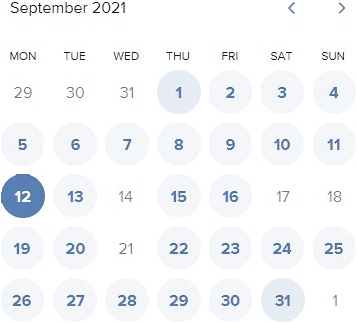 September 2021
MON TUE WED THU FRI SAT SUN
29 30 31 1 2 3 4
5 6 7 8 9 10 11
12 13 14 15 16 17 18
19 20 21 22 23 24 25
26 27 28 29 30 31 1